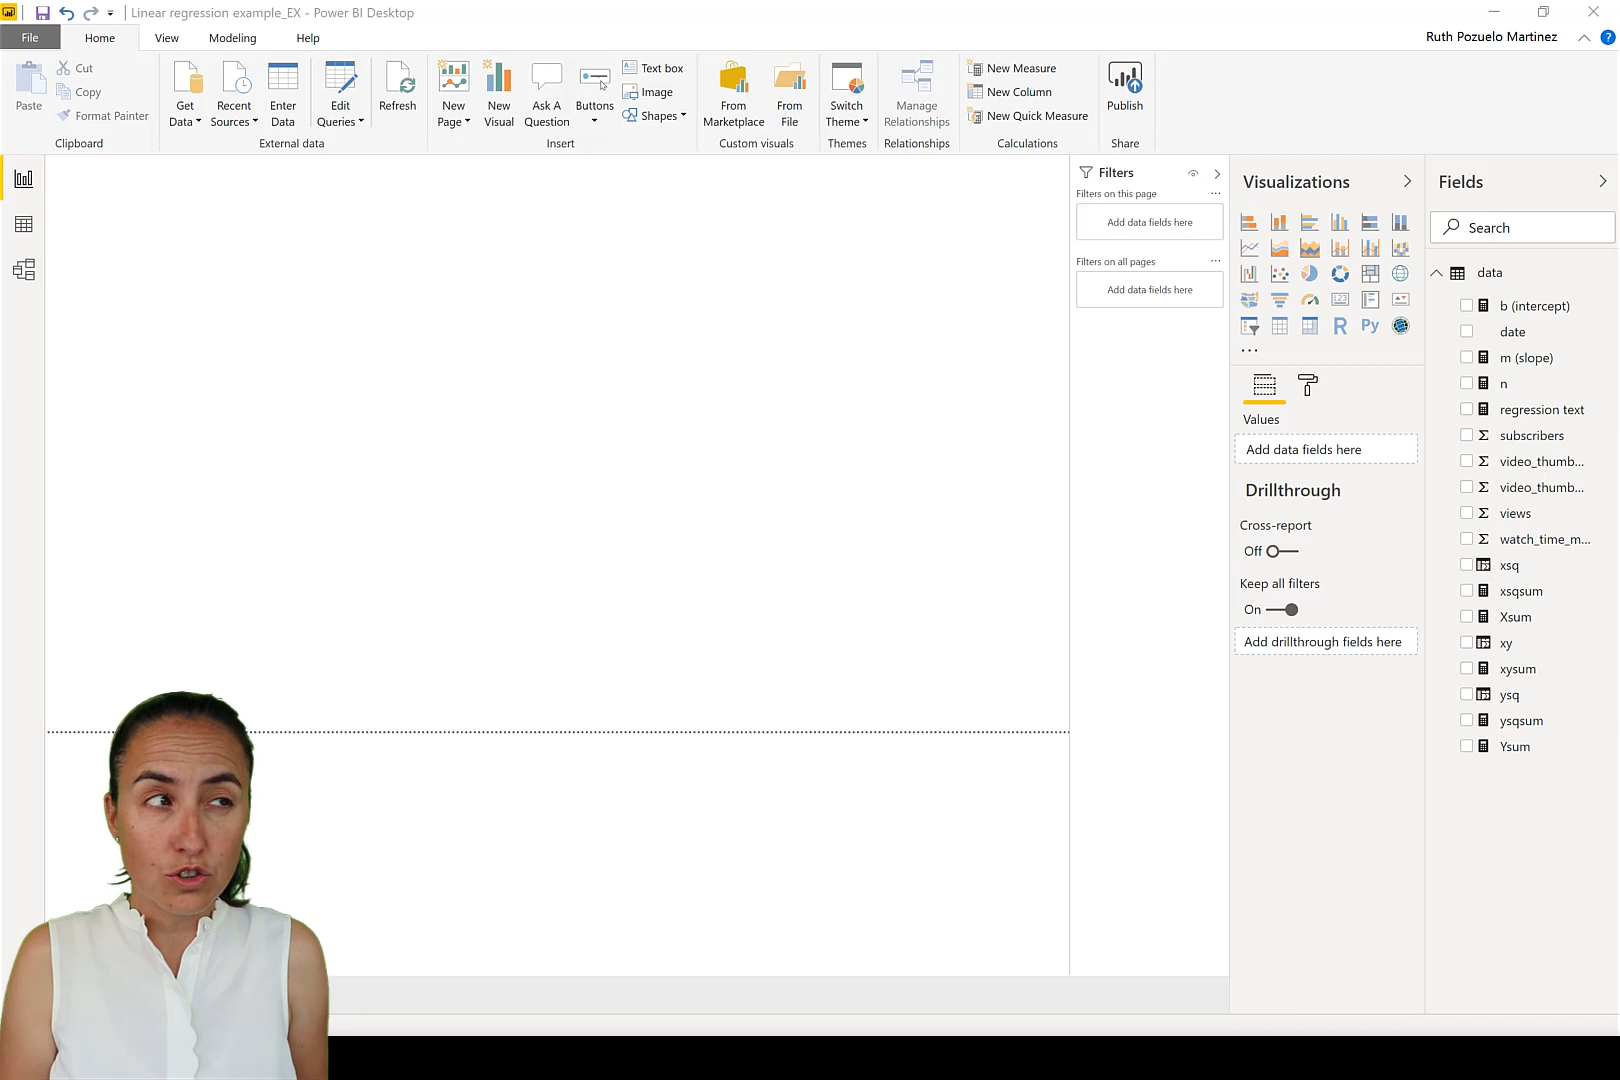 Linear regression example_EX - Power BI Desktop
File
Home
View
Modeling
Help
Ruth Pozuelo Martinez
?
Paste
Cut
Copy
Format Painter
Clipboard
Get
Data
Recent
Sources
Enter
Data
Edit
Queries
Refresh
External data
New
Page
New
Visual
Ask A
Question
Buttons
Text box
Image
Shapes
Insert
From
Marketplace
From
File
Custom visuals
Switch
Theme
Themes
Manage
Relationships
Relationships
New Measure
New Column
New Quick Measure
Calculations
Publish
Share
Filters
Filters on this page
...
Add data fields here
Filters on all pages
...
Add data fields here
Visualizations
123
R
Py
...
Values
Add data fields here
Drillthrough
Cross-report
Off
Keep all filters
On
Add drillthrough fields here
Fields
Search
data
b (intercept)
date
m (slope)
n
regression text
Σ subscribers
Σ video_thumb...
Σ video_thumb...
Σ views
Σ watch_time_m...
xsq
xsqsum
Xsum
xy
xysum
ysq
ysqsum
Ysum